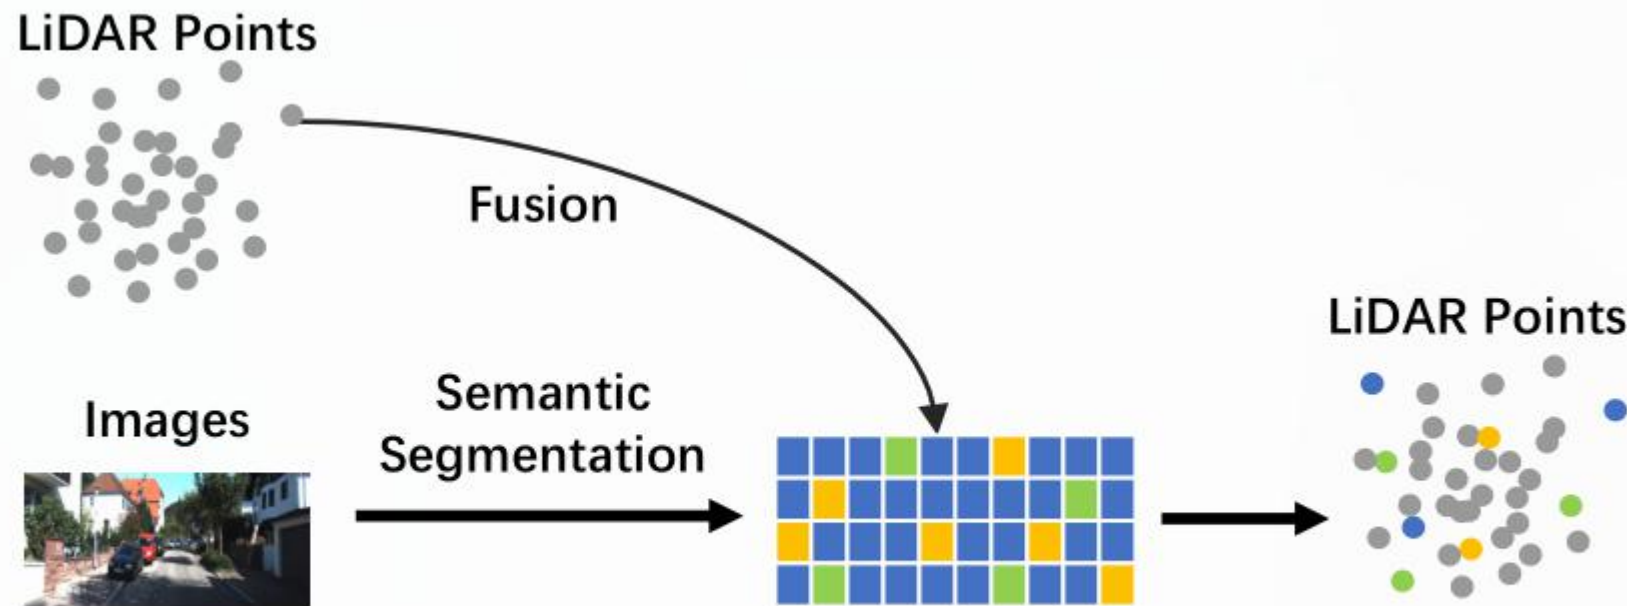 LiDAR Points
Fusion
LiDAR Points
Images
Semantic
Segmentation